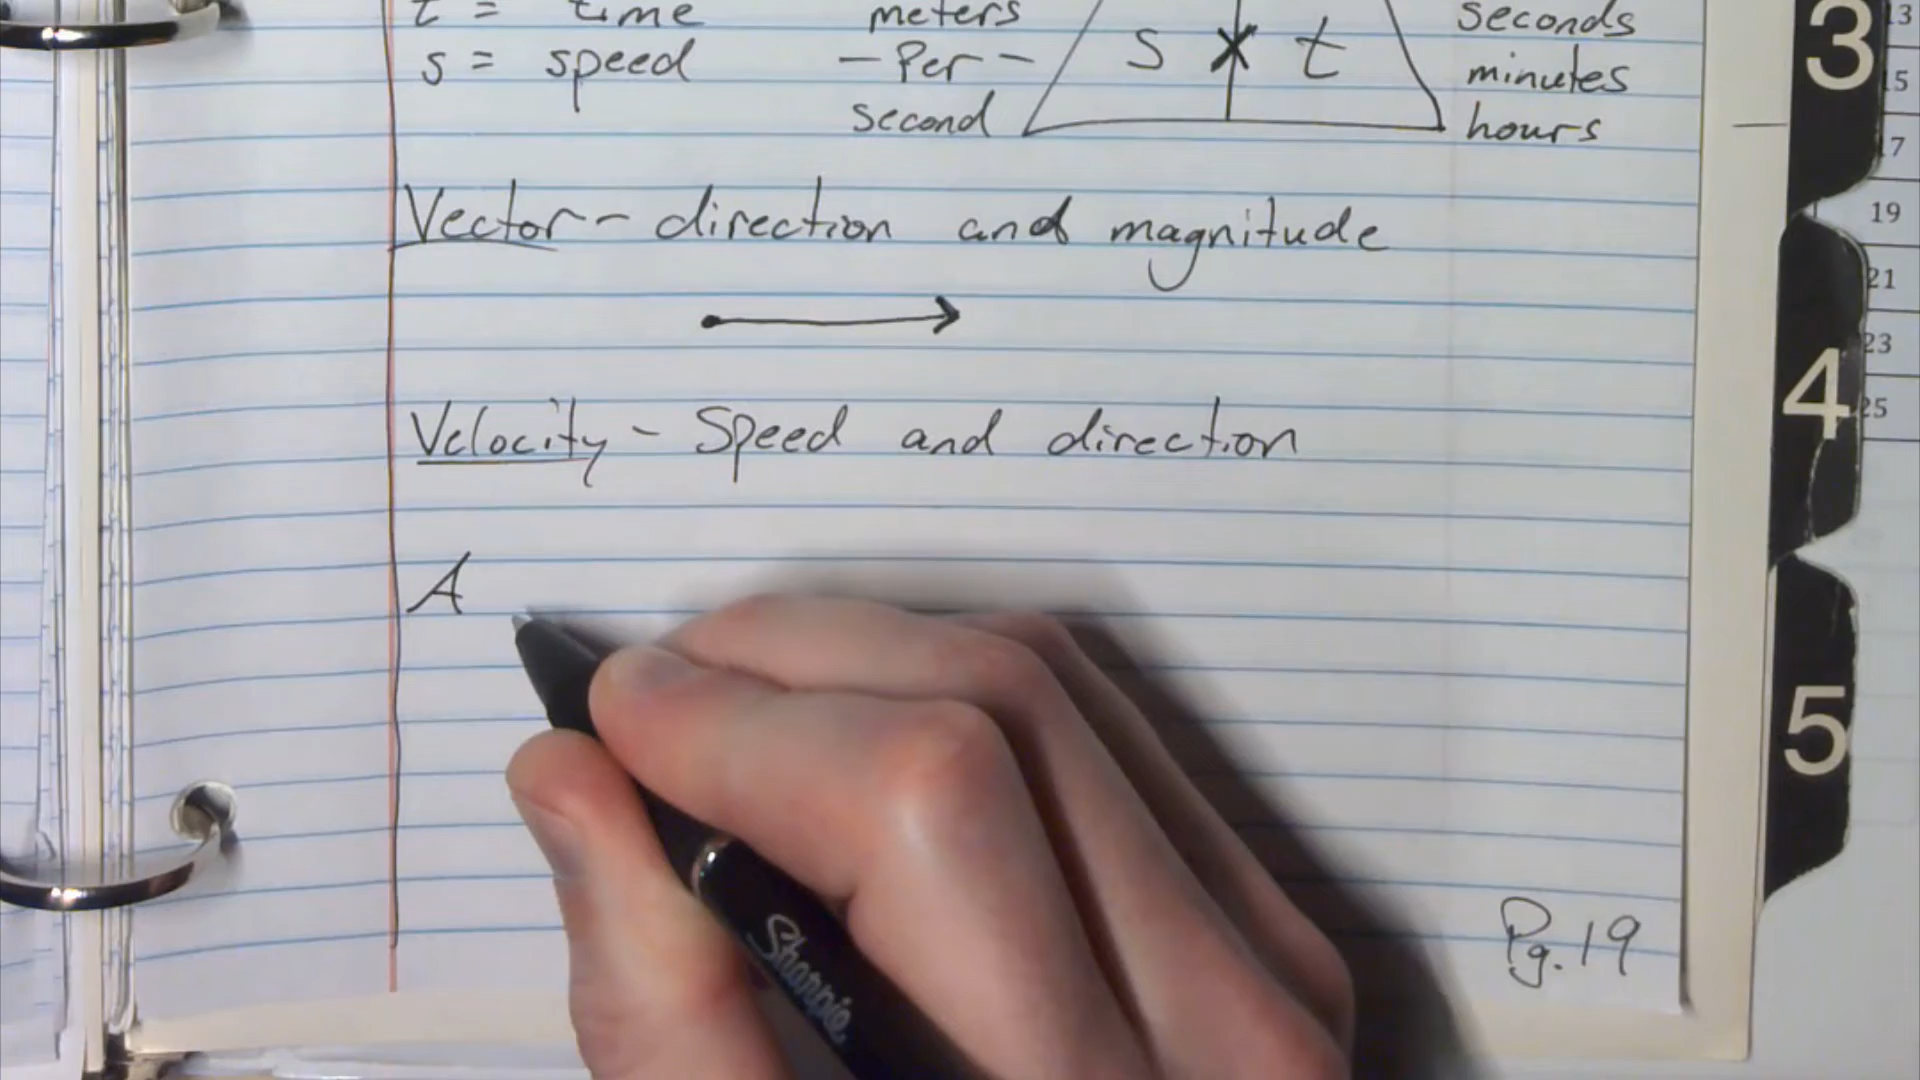 t = time
meters
seconds
s = speed
- Per -
s × t
minutes
second
hours
Vector - direction and magnitude
Velocity - Speed and direction
A
Pg. 19
Sharpie
3
4
5
13
15
17
19
21
23
25